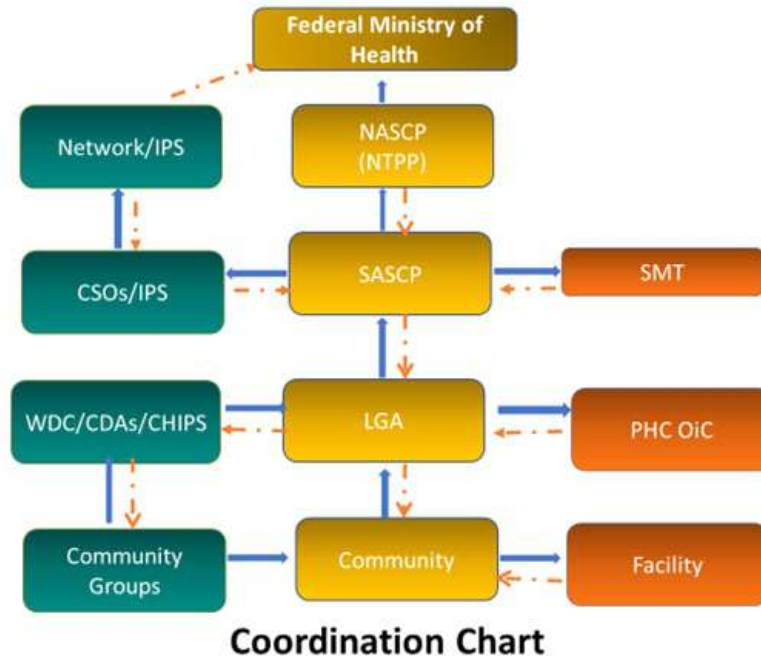 Federal Ministry of
Health
Network/IPS
NASCP
(NTPP)
CSOs/IPS
SASCP
SMT
WDC/CDAs/CHIPS
LGA
PHC OiC
Community
Groups
Community
Facility
Coordination Chart